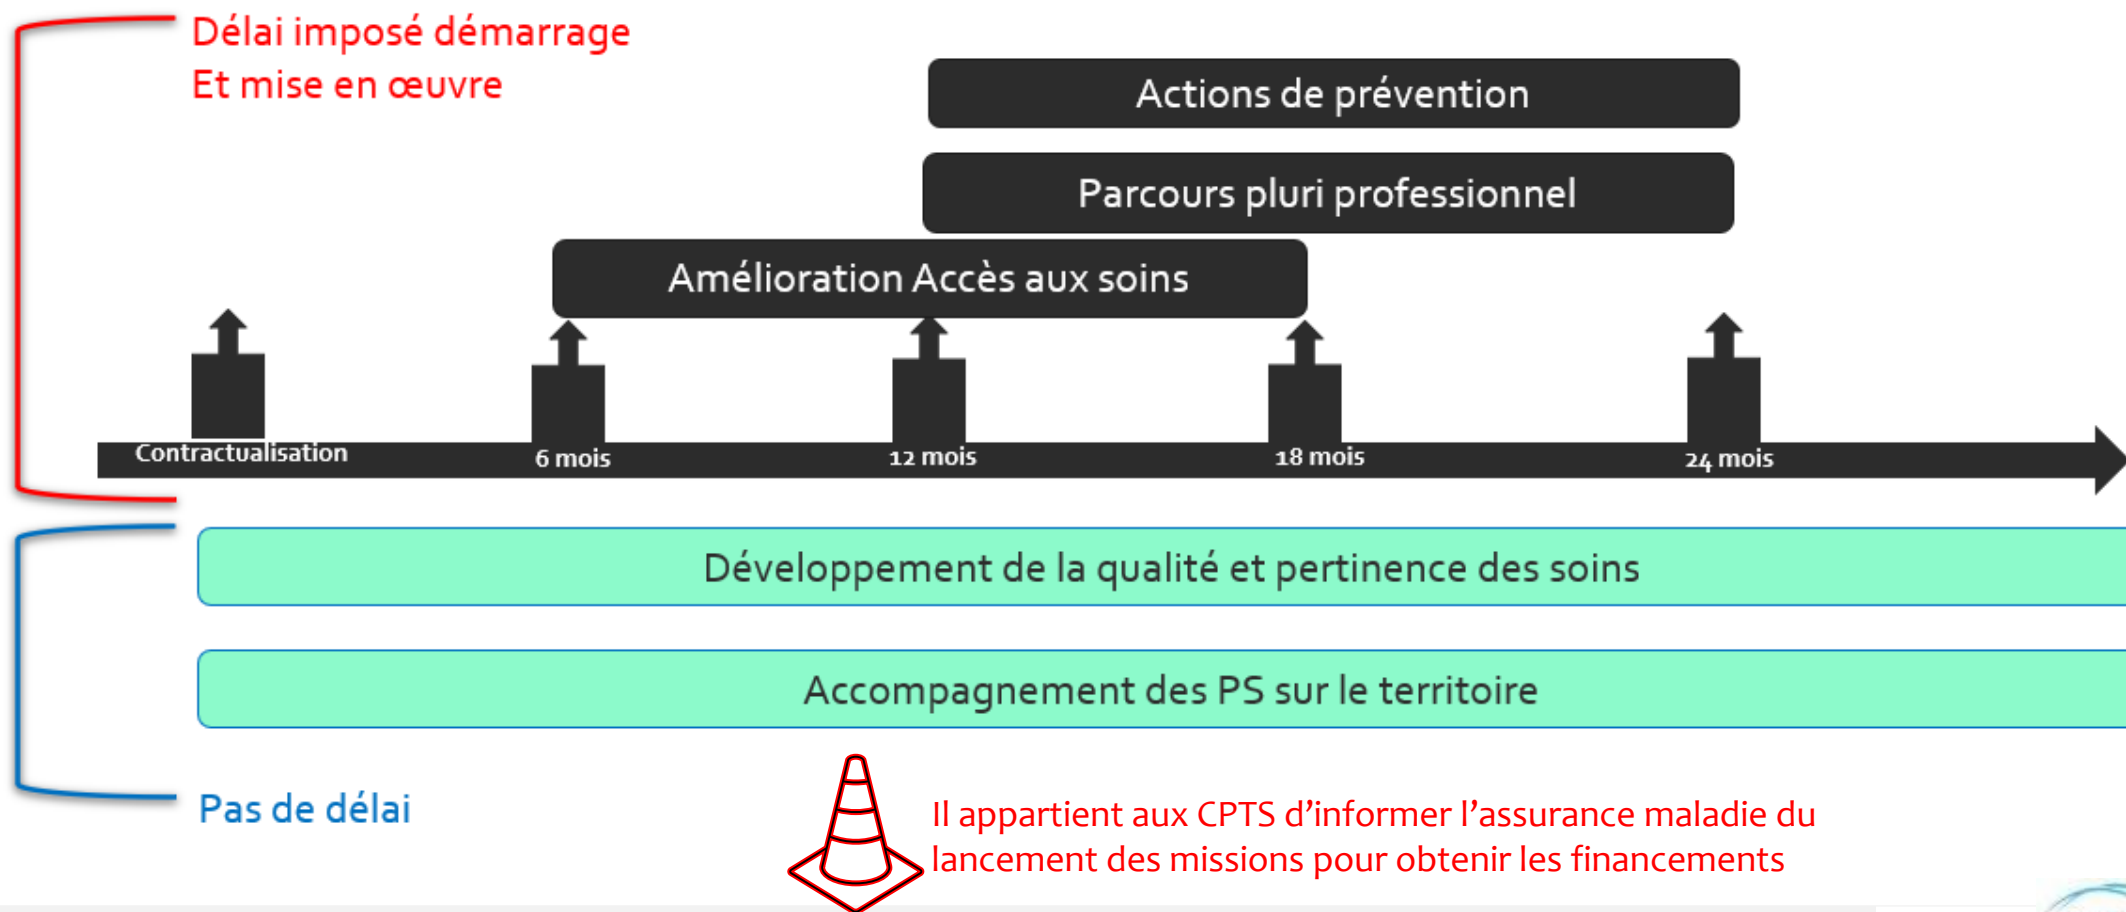 Délai imposé démarrage
Et mise en œuvre
Actions de prévention
Parcours pluri professionnel
Amélioration Accès aux soins
Contractualisation
6 mois
12 mois
18 mois
24 mois
Développement de la qualité et pertinence des soins
Accompagnement des PS sur le territoire
Pas de délai
Il appartient aux CPTS d’informer l’assurance maladie du
lancement des missions pour obtenir les financements